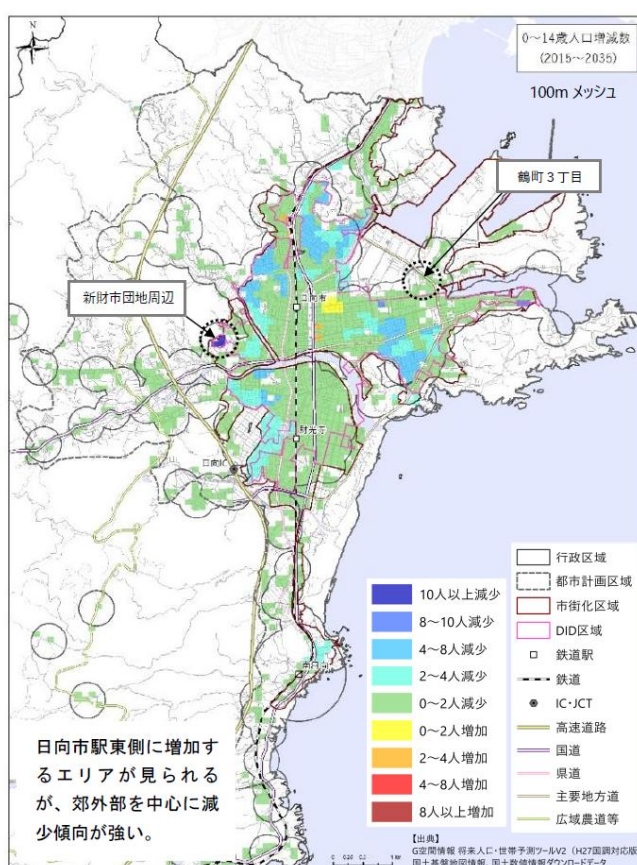 N
0～14歳人口増減数
(2015～2035)
100m メッシュ
鶴町３丁目
新財市団地周辺
日向市
財光寺
日向IC
南日向
10人以上減少
8～10人減少
4～8人減少
2～4人減少
0～2人減少
0～2人増加
2～4人増加
4～8人増加
8人以上増加
行政区域
都市計画区域
市街化区域
DID区域
鉄道駅
鉄道
IC・JCT
高速道路
国道
県道
主要地方道
広域農道等
日向市駅東側に増加す
るエリアが見られる
が、郊外部を中心に減
少傾向が強い。
【出典】
G空間情報 将来人口・世帯予測ツールV2（H27国調対応版
国土基盤地図情報、国土数値情報ダウンロードデータ